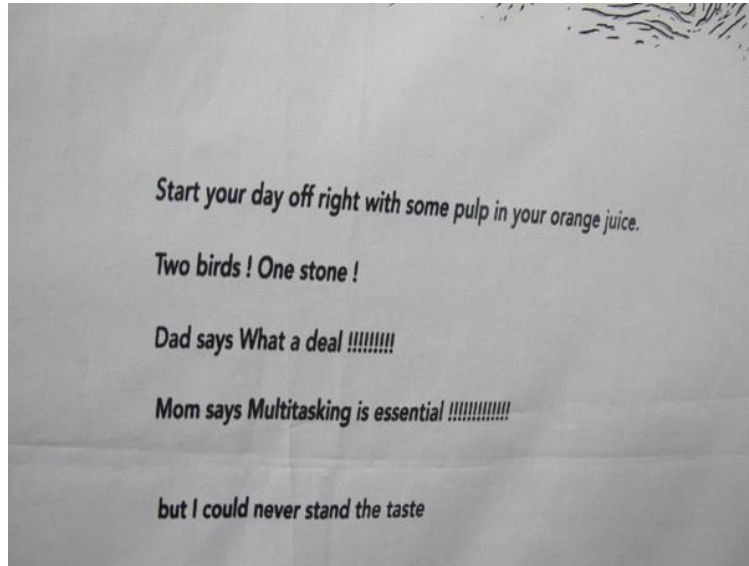 Start your day off right with some pulp in your orange juice.
Two birds ! One stone !
Dad says What a deal !!!!!!!!!
Mom says Multitasking is essential !!!!!!!!!!!!!
but I could never stand the taste